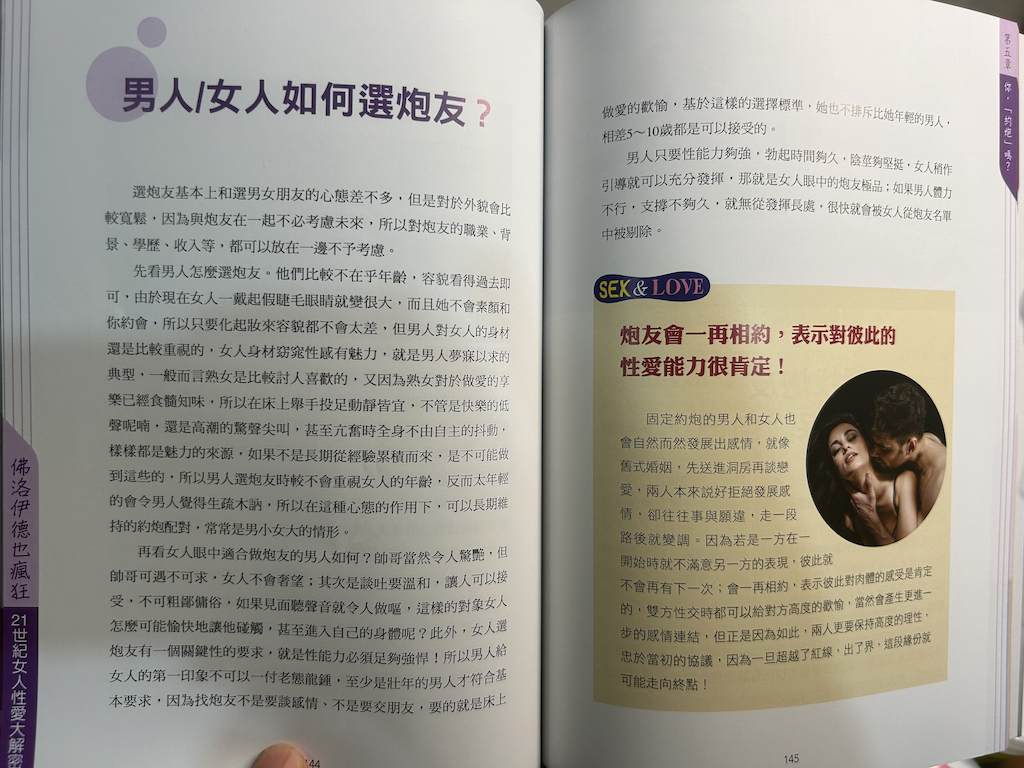 男人/女人如何選炮友？
選炮友基本上和選男女朋友的心態差不多，但是對於外貌會比
較寬鬆，因為與炮友在一起不必考慮未來，所以對炮友的職業、背
景、學歷、收入等，都可以放在一邊不予考慮。
先看男人怎麼選炮友。他們比較不在乎年齡，容貌看得過去即
可，由於現在女人一戴起假睫毛眼睛就變很大，而且她不會素顏和
你約會，所以只要化起妝來容貌都不會太差，但男人對女人的身材
還是比較重視的，女人身材窈窕性感有魅力，就是男人夢寐以求的
典型，一般而言熟女是比較討人喜歡的，又因為熟女對於做愛的享
樂已經食髓知味，所以在床上舉手投足動靜皆宜，不管是快樂的低
聲呢喃，還是高潮的驚聲尖叫，甚至亢奮時全身不由自主的抖動，
樣樣都是魅力的來源，如果不是長期從經驗累積而來，是不可能做
到這些的，所以男人選炮友時較不會重視女人的年齡，反而太年輕
的會令男人覺得生疏木訥，所以在這種心態的作用下，可以長期維
持的約炮配對，常常是男小女大的情形。
再看女人眼中適合做炮友的男人如何？帥哥當然令人驚艷，但
帥哥可遇不可求，女人不會奢望；其次是談吐要溫和，讓人可以接
受，不可粗鄙傭俗，如果見面聽聲音就令人做嘔，這樣的對象女人
怎麼可能愉快地讓他碰觸，甚至進入自己的身體呢？此外，女人選
炮友有一個關鍵性的要求，就是性能力必須足夠強悍！所以男人給
女人的第一印象不可以一付老態龍鍾，至少是壯年的男人才符合基
本要求，因為找炮友不是要談感情、不是要交朋友，要的就是床上
佛洛伊德也瘋狂
21世紀女人性愛大解密
144
第五章
你，「約炮」嗎？
做愛的歡愉，基於這樣的選擇標準，她也不排斥比她年輕的男人，
相差5～10歲都是可以接受的。
男人只要性能力夠強，勃起時間夠久，陰莖夠堅挺，女人稍作
引導就可以充分發揮，那就是女人眼中的炮友極品；如果男人體力
不行，支撐不夠久，就無從發揮長處，很快就會被女人從炮友名單
中被剔除。
SEX & LOVE
炮友會一再相約，表示對彼此的
性愛能力很肯定！
固定約炮的男人和女人也
會自然而然發展出感情，就像
舊式婚姻，先送進洞房再談戀
愛，兩人本來說好拒絕發展感
情，卻往往事與願違，走一段
路後就變調。因為若是一方在一
開始時就不滿意另一方的表現，彼此就
不會再有下一次；會一再相約，表示彼此對肉體的感受是肯定
的，雙方性交時都可以給對方高度的歡愉，當然會產生更進一
步的感情連結，但正是因為如此，兩人更要保持高度的理性，
忠於當初的協議，因為一旦超越了紅線，出了界，這段緣份就
可能走向終點！
145